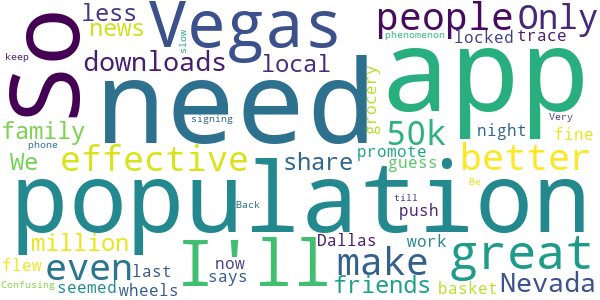 So
less
news
Vegas
slow
people
Only
phenomenon
locked
trace
keep
downloads
local
need
app
grocery
signing
family
phone
We
effective
share
50k
promote
guess
night
Very
fine
better
population
Back
till
push
Be
million
flew
even
last
now
says
I'll
Dallas
make
work
friends
great
basket
Nevada
Confusing
seemed
wheels